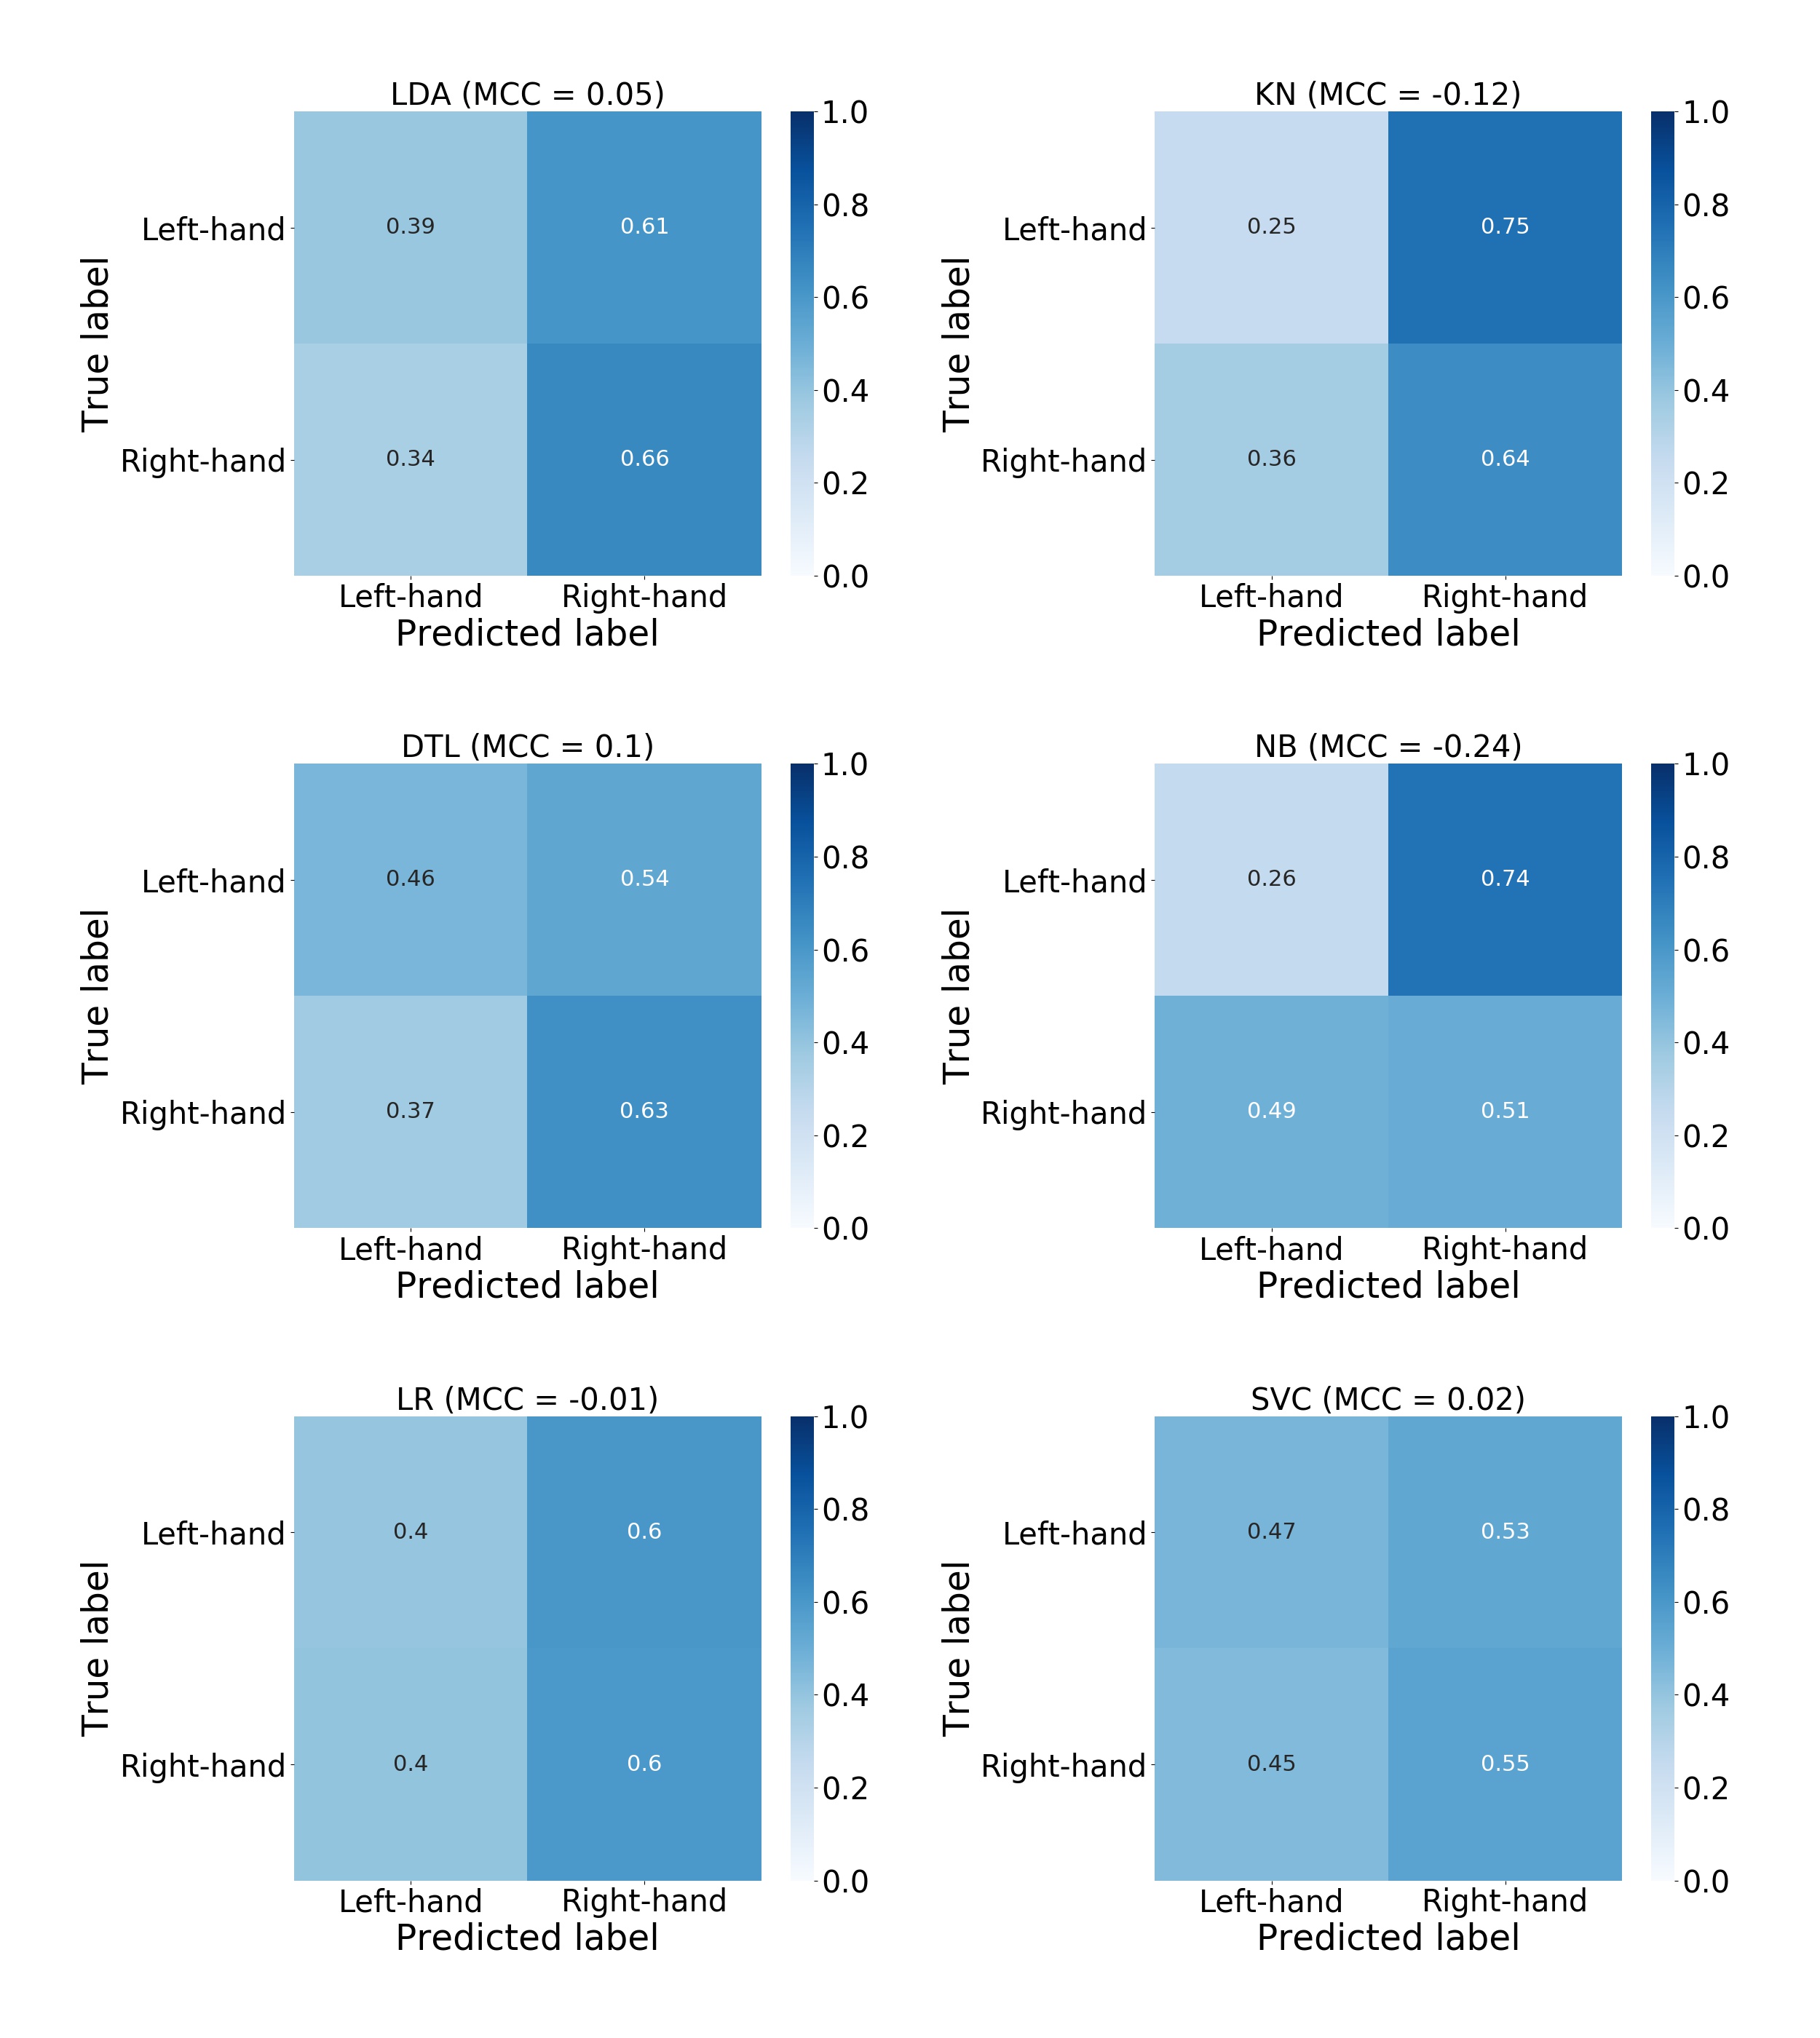 LDA (MCC = 0.05)
True label
Left-hand
0.39
0.61
Right-hand
0.34
0.66
Left-hand
Right-hand
Predicted label
1.0
0.8
0.6
0.4
0.2
0.0
KN (MCC = -0.12)
True label
Left-hand
0.25
0.75
Right-hand
0.36
0.64
Left-hand
Right-hand
Predicted label
1.0
0.8
0.6
0.4
0.2
0.0
DTL (MCC = 0.1)
True label
Left-hand
0.46
0.54
Right-hand
0.37
0.63
Left-hand
Right-hand
Predicted label
1.0
0.8
0.6
0.4
0.2
0.0
NB (MCC = -0.24)
True label
Left-hand
0.26
0.74
Right-hand
0.49
0.51
Left-hand
Right-hand
Predicted label
1.0
0.8
0.6
0.4
0.2
0.0
LR (MCC = -0.01)
True label
Left-hand
0.4
0.6
Right-hand
0.4
0.6
Left-hand
Right-hand
Predicted label
1.0
0.8
0.6
0.4
0.2
0.0
SVC (MCC = 0.02)
True label
Left-hand
0.47
0.53
Right-hand
0.45
0.55
Left-hand
Right-hand
Predicted label
1.0
0.8
0.6
0.4
0.2
0.0